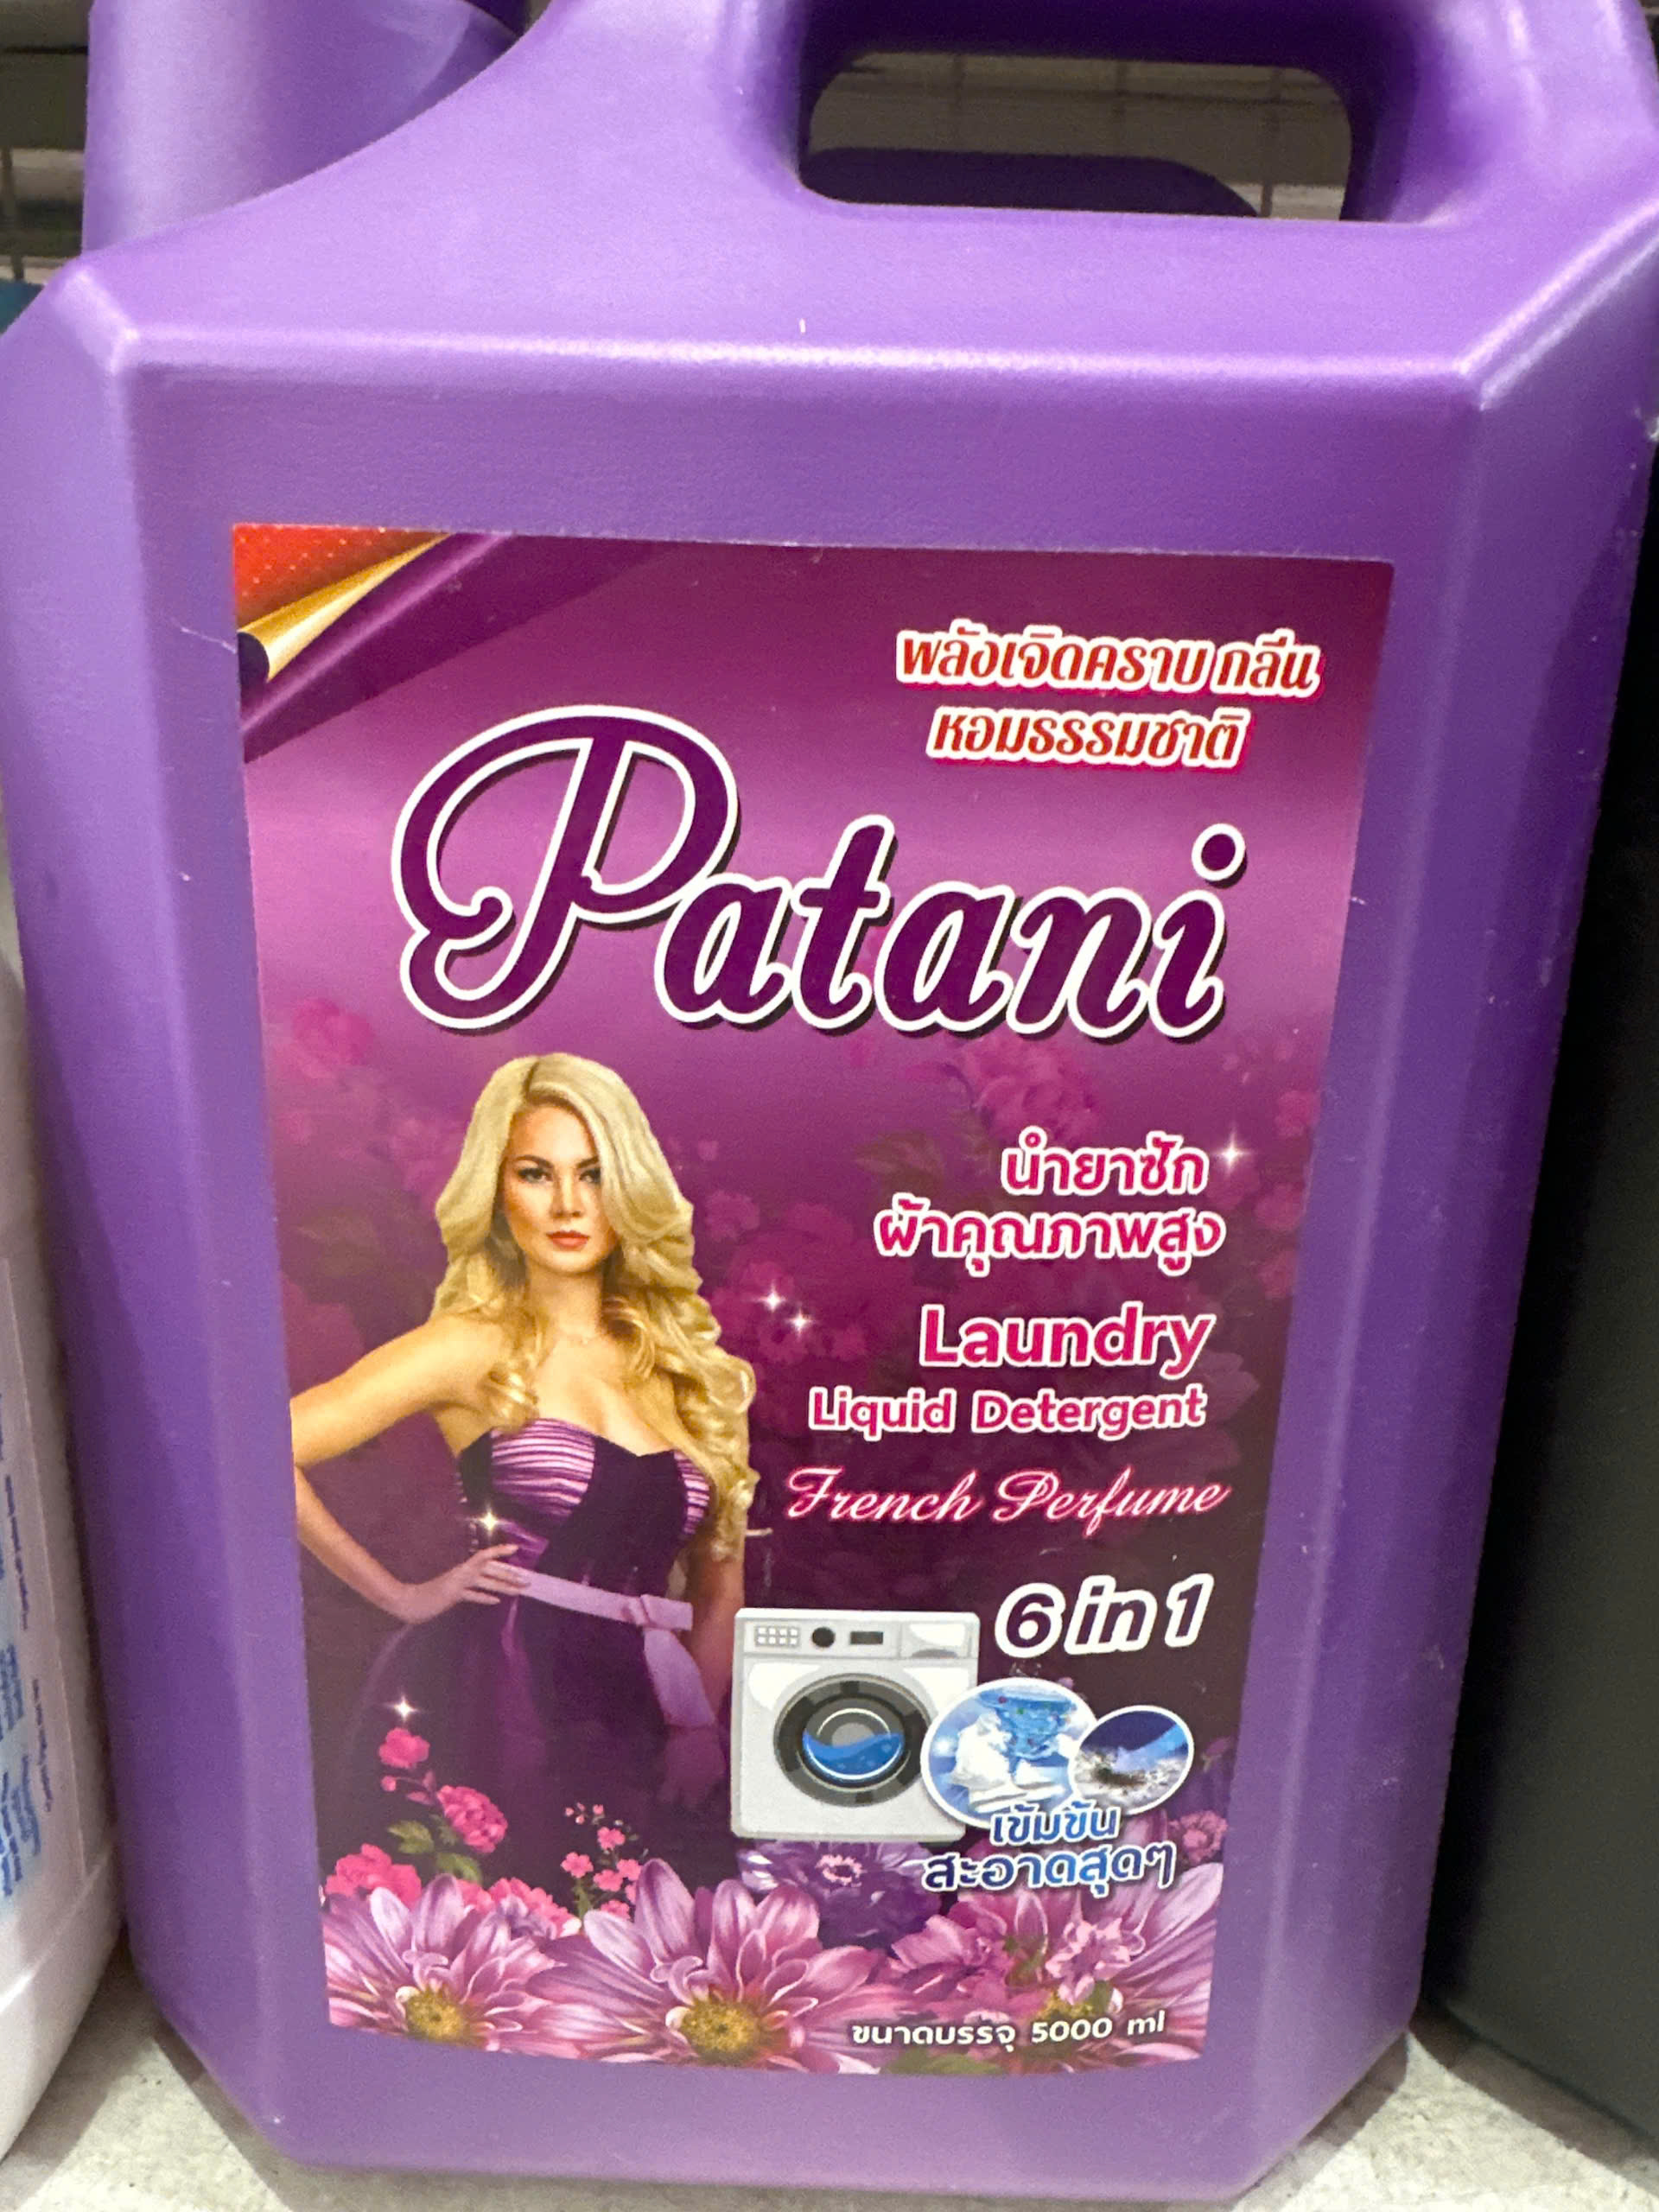 พลังเจิดคราบ กลิ่น
หอมธรรมชาติ
Patani
น้ำยาซัก
ผ้าคุณภาพสูง
Laundry
Liquid Detergent
French Perfume
6 in 1
เข้มข้น
สะอาดสุดๆ
ขนาดบรรจุ 5000 ml